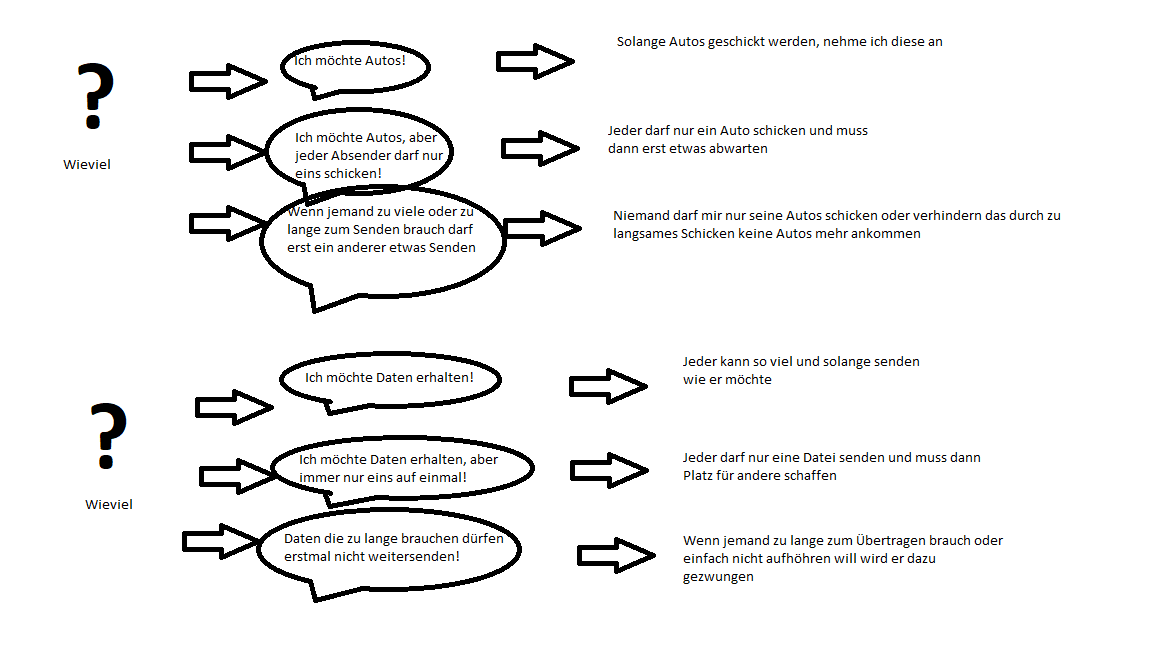 ?
Wieviel
Ich möchte Autos!
Solange Autos geschickt werden, nehme ich diese an
Ich möchte Autos, aber
jeder Absender darf nur
eins schicken!
Jeder darf nur ein Auto schicken und muss
dann erst etwas abwarten
Wenn jemand zu viele oder zu
lange zum Senden brauch darf
erst ein anderer etwas Senden
Niemand darf mir nur seine Autos schicken oder verhindern das durch zu
langsames Schicken keine Autos mehr ankommen
?
Wieviel
Ich möchte Daten erhalten!
Jeder kann so viel und solange senden
wie er möchte
Ich möchte Daten erhalten, aber
immer nur eins auf einmal!
Jeder darf nur eine Datei senden und muss dann
Platz für andere schaffen
Daten die zu lange brauchen dürfen
erstmal nicht weitersenden!
Wenn jemand zu lange zum Übertragen brauch oder
einfach nicht aufhöhren will wird er dazu
gezwungen